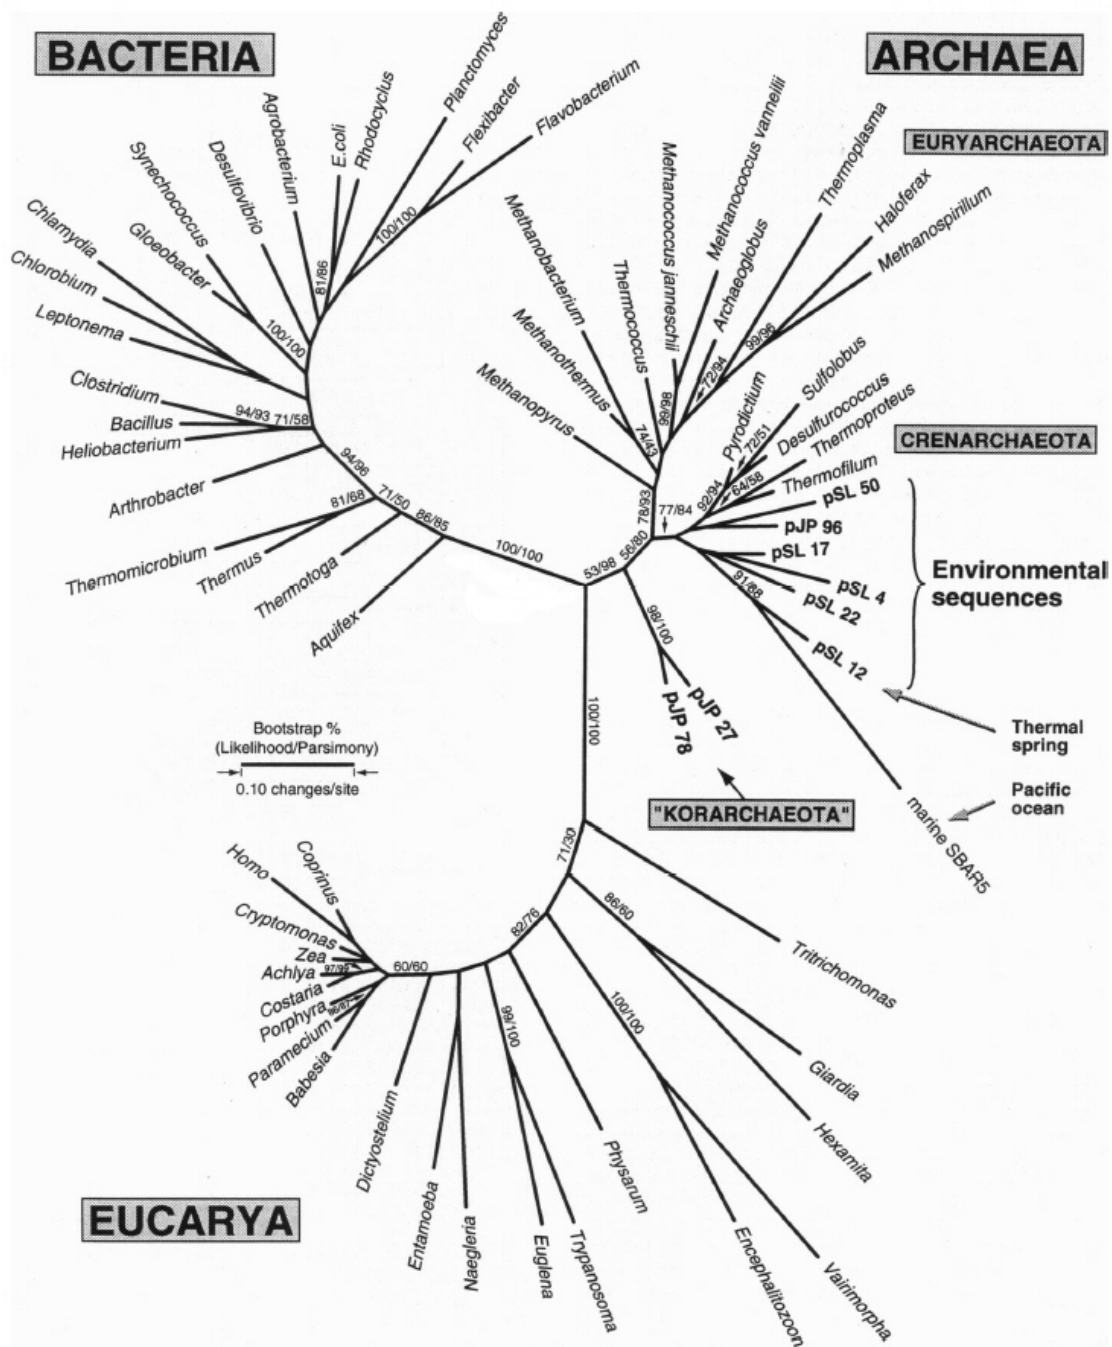 BACTERIA
ARCHAEA
EURYARCHAEOTA
CRENARCHAEOTA
Planctomyces
Flexibacter
Flavobacterium
Rhodocyclus
E.coli
Agrobacterium
Desulfovibrio
Synechococcus
Gloeobacter
Chlamydia
Chlorobium
Leptonema
Clostridium
Bacillus
Heliobacterium
Arthrobacter
Thermomicrobium
Thermus
Thermotoga
Aquifex
100/100
81/86
100/100
94/93
71/58
94/96
81/68
71/50
86/85
100/100
Methanopyrus
Methanothermus
Methanobacterium
Thermococcus
Methanococcus janneschii
Methanococcus vanneilii
Archaeoglobus
Thermoplasma
Haloferax
Methanospirillum
74/43
99/98
72/94
99/96
78/93
77/84
56/80
53/98
Pyrodictium
Sulfolobus
Desulfurococcus
Thermoproteus
Thermofilum
pSL 50
pJP 96
pSL 17
pSL 4
pSL 22
pSL 12
marine SBAR5
92/94
72/51
64/58
91/88
98/100
Environmental
sequences
Thermal
spring
Pacific
ocean
pJP 27
pJP 78
"KORARCHAEOTA"
100/100
Bootstrap %
(Likelihood/Parsimony)
0.10 changes/site
71/30
86/60
82/76
100/100
99/100
60/60
Coprinus
Homo
Cryptomonas
Zea
Achlya
Costaria
Porphyra
Paramecium
Babesia
Dictyostelium
Entamoeba
Naegleria
Euglena
Trypanosoma
Physarum
Encephalitozoon
Vairimorpha
Hexamita
Giardia
Tritrichomonas
EUCARYA